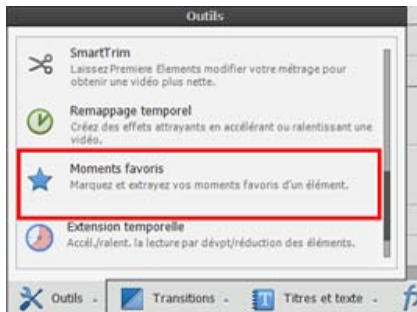 Outils
SmartTrim
Laissez Premiere Elements modifier votre métrage pour
obtenir une vidéo plus nette.
Remappage temporel
Créez des effets attrayants en accélérant ou ralentissant une
vidéo.
Moments favoris
Marquez et extrayez vos moments favoris d'un élément.
Extension temporelle
Accél./ralent. la lecture par dévpt/réduction des éléments.
Outils
Transitions
Titres et texte
fx